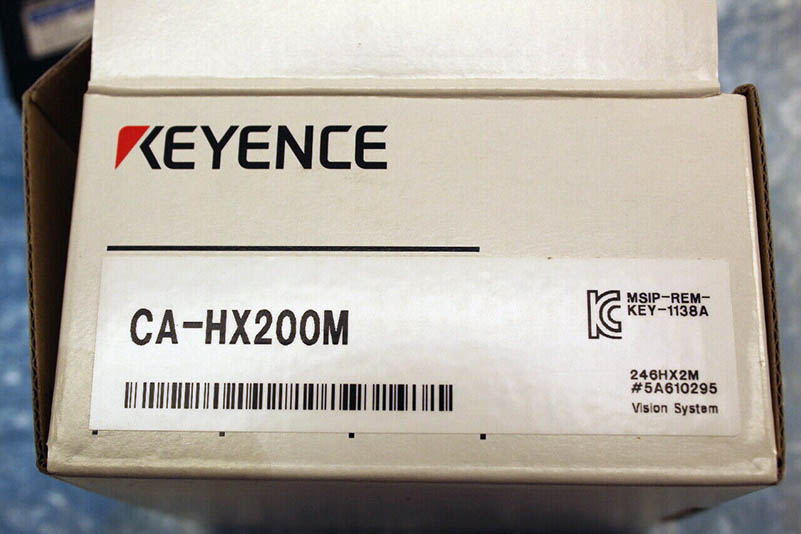 KEYENCE
CA-HX200M
MSIP-REM-
KEY-1138A
246HX2M
#5A610295
Vision System